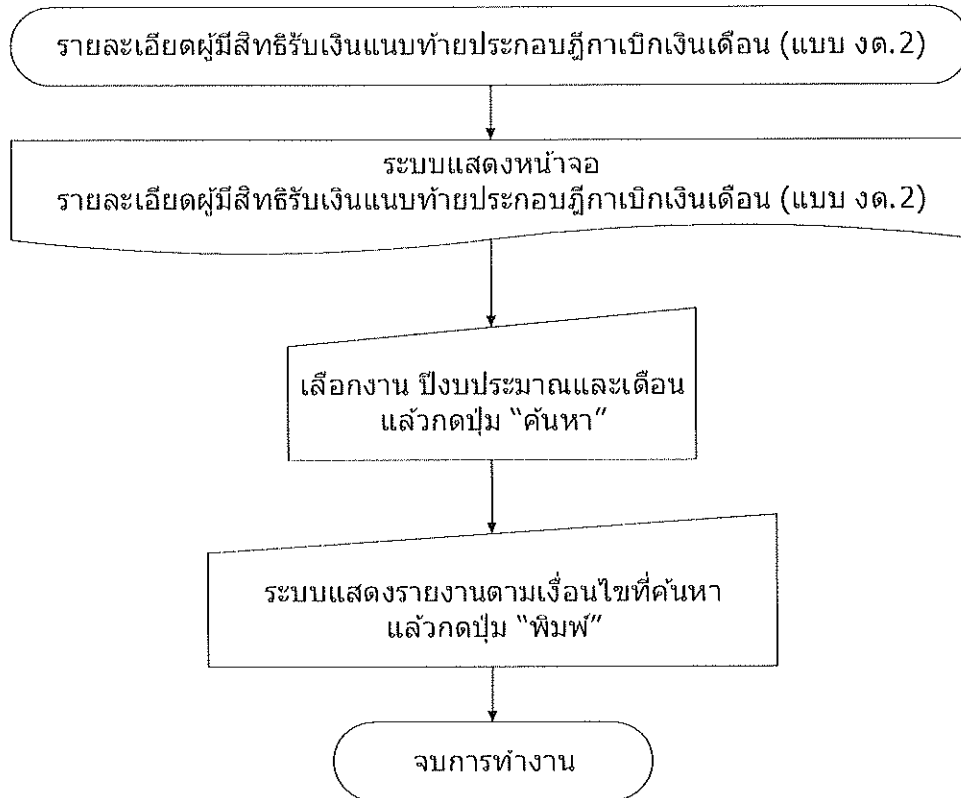 รายละเอียดผู้มีสิทธิรับเงินแนบท้ายประกอบฎีกาเบิกเงินเดือน (แบบ งด.2)
ระบบแสดงหน้าจอ
รายละเอียดผู้มีสิทธิรับเงินแนบท้ายประกอบฎีกาเบิกเงินเดือน (แบบ งด.2)
เลือกงาน ปีงบประมาณและเดือน
แล้วกดปุ่ม “ค้นหา”
ระบบแสดงรายงานตามเงื่อนไขที่ค้นหา
แล้วกดปุ่ม “พิมพ์”
จบการทำงาน